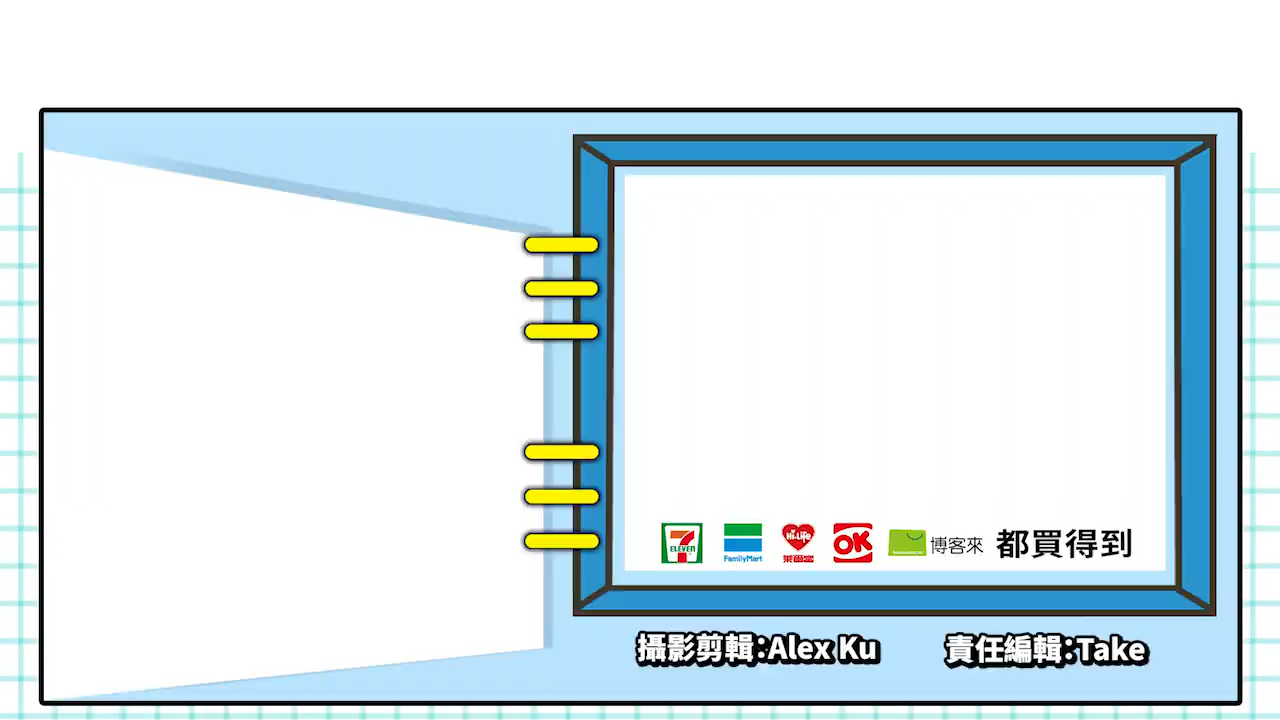 7 ELEVEN FamilyMart Hi-Life 萊爾富 OK 博客來 都買得到
攝影剪輯:Alex Ku 責任編輯:Take